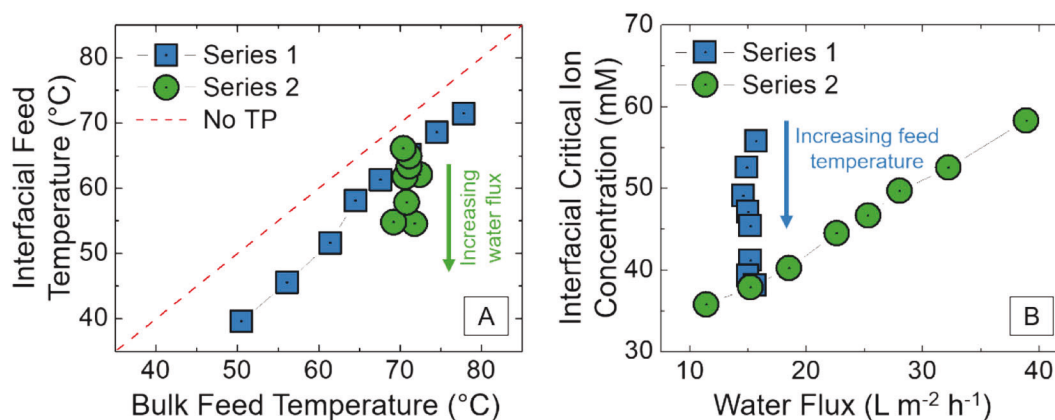 Series 1
Series 2
No TP
Increasing
water flux
A
80
70
60
50
40
40
50
60
70
80
Interfacial Feed
Temperature (°C)
Bulk Feed Temperature (°C)
Series 1
Series 2
Increasing feed
temperature
B
70
60
50
40
30
10
20
30
40
Interfacial Critical Ion
Concentration (mM)
Water Flux (L m⁻² h⁻¹)